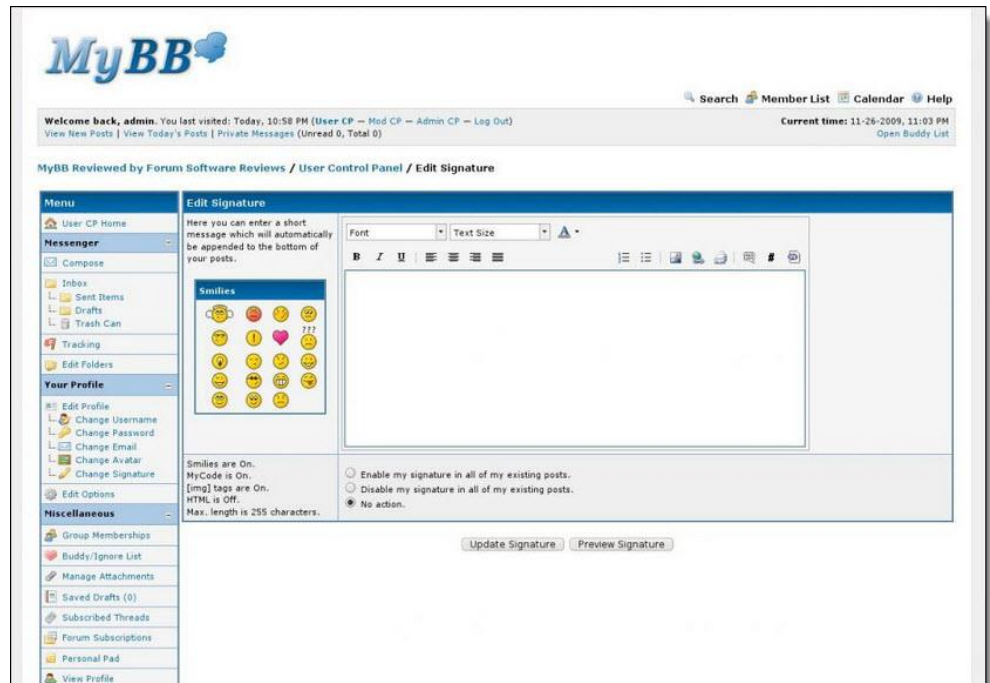 MyBB
Search Member List Calendar Help
Welcome back, admin. You last visited: Today, 10:58 PM (User CP — Mod CP — Admin CP — Log Out)
Current time: 11-26-2009, 11:03 PM
View New Posts | View Today's Posts | Private Messages (Unread 0, Total 0)
Open Buddy List
MyBB Reviewed by Forum Software Reviews / User Control Panel / Edit Signature
Menu
User CP Home
Messenger
Compose
Inbox
Sent Items
Drafts
Trash Can
Tracking
Edit Folders
Your Profile
Edit Profile
Change Username
Change Password
Change Email
Change Avatar
Change Signature
Edit Options
Miscellaneous
Group Memberships
Buddy/Ignore List
Manage Attachments
Saved Drafts (0)
Subscribed Threads
Forum Subscriptions
Personal Pad
View Profile
Edit Signature
Here you can enter a short
message which will automatically
be appended to the bottom of
your posts.
Smilies
???
Font
Text Size
A
B I U
#
Smilies are On.
MyCode is On.
[img] tags are On.
HTML is Off.
Max. length is 255 characters.
Enable my signature in all of my existing posts.
Disable my signature in all of my existing posts.
No action.
Update Signature
Preview Signature